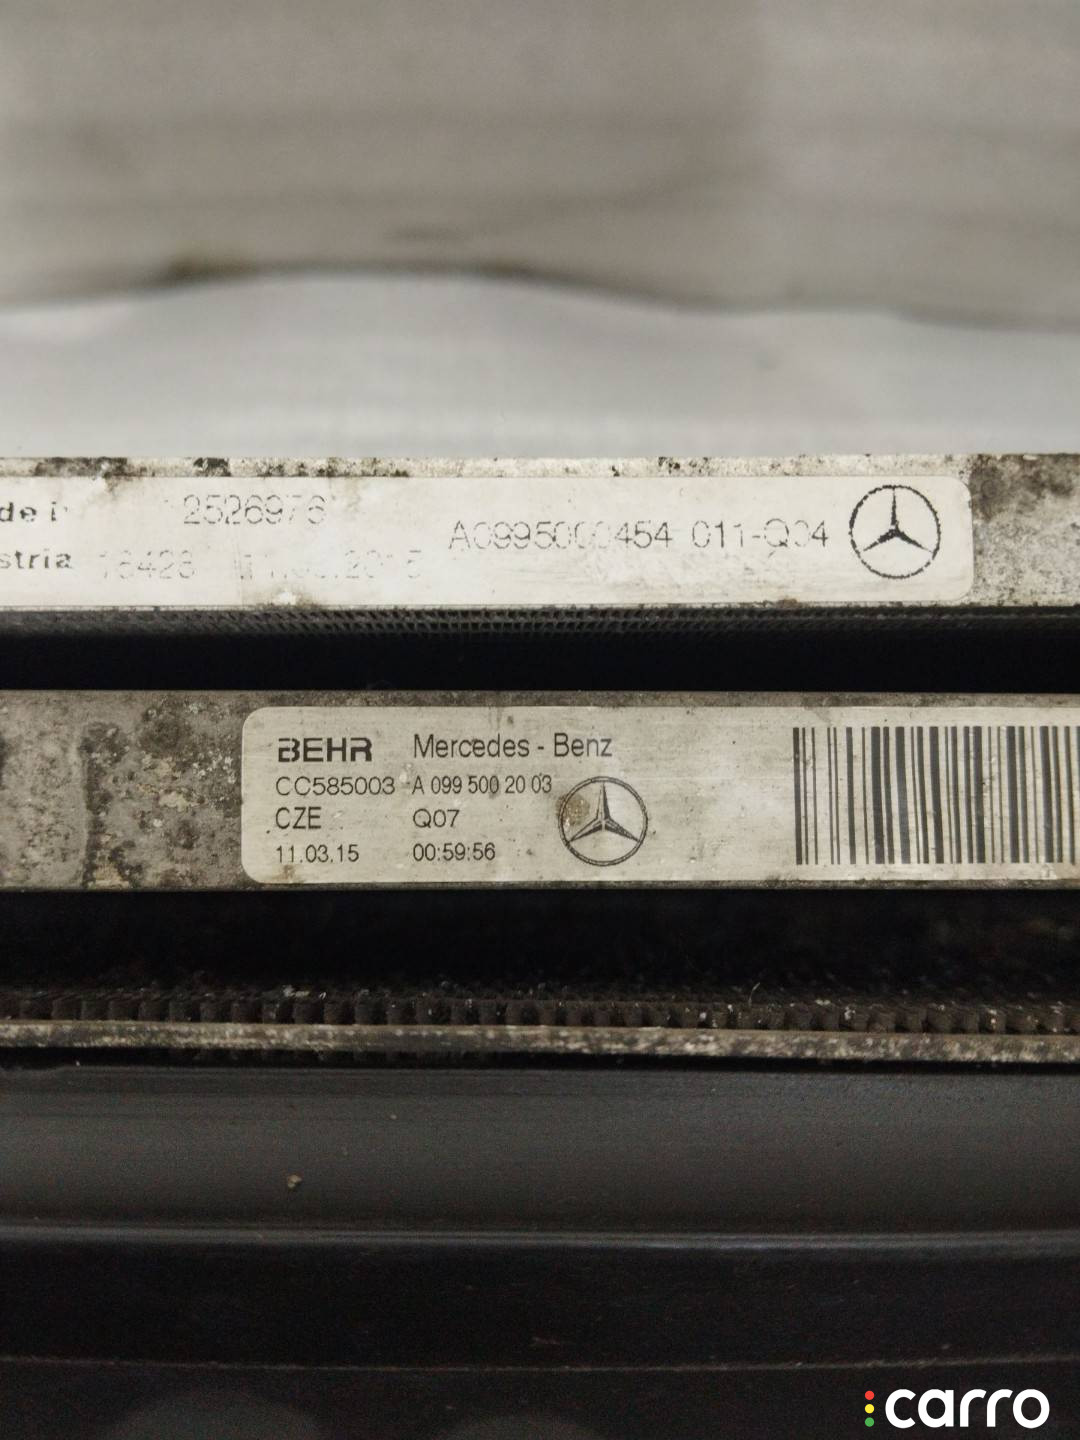 2526976
A0995000454 011-Q04
BEHR Mercedes - Benz
CC585003 A 099 500 20 03
CZE Q07
11.03.15 00:59:56
carro